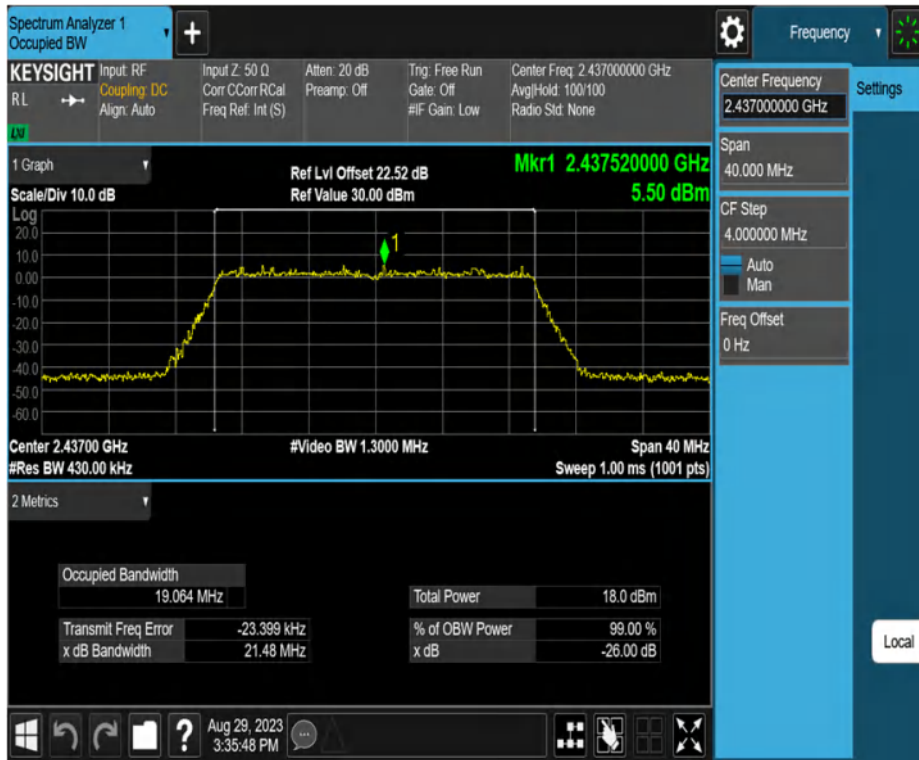 Spectrum Analyzer 1
Occupied BW
+
Frequency
KEYSIGHT
Input: RF
Coupling: DC
Align: Auto
Input Z: 50 Ω
Corr CCorr RCal
Freq Ref: Int (S)
Atten: 20 dB
Preamp: Off
Trig: Free Run
Gate: Off
#IF Gain: Low
Center Freq: 2.437000000 GHz
Avg|Hold: 100/100
Radio Std: None
R L
LXI
1 Graph
Scale/Div 10.0 dB
Ref Lvl Offset 22.52 dB
Ref Value 30.00 dBm
Mkr1 2.437520000 GHz
5.50 dBm
Log
20.0
10.0
0.00
-10.0
-20.0
-30.0
-40.0
-50.0
-60.0
1
Center 2.43700 GHz
#Res BW 430.00 kHz
#Video BW 1.3000 MHz
Span 40 MHz
Sweep 1.00 ms (1001 pts)
2 Metrics
Occupied Bandwidth
19.064 MHz
Total Power 18.0 dBm
Transmit Freq Error -23.399 kHz
% of OBW Power 99.00 %
x dB Bandwidth 21.48 MHz
x dB -26.00 dB
Center Frequency
2.437000000 GHz
Span
40.000 MHz
CF Step
4.000000 MHz
Auto
Man
Freq Offset
0 Hz
Settings
Local
?
Aug 29, 2023
3:35:48 PM